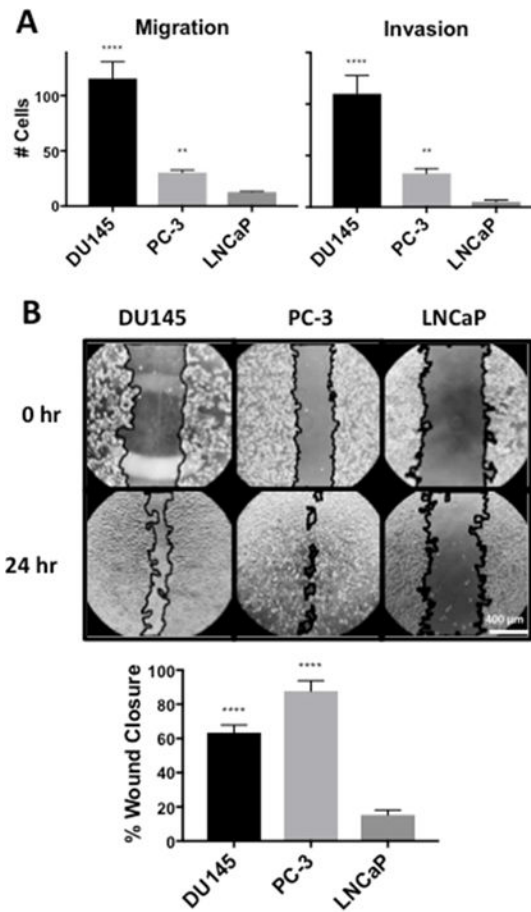 A
Migration
Invasion
# Cells
100
50
0
****
**
****
**
DU145
PC-3
LNCaP
DU145
PC-3
LNCaP
B
DU145
PC-3
LNCaP
0 hr
24 hr
400 µm
% Wound Closure
100
80
60
40
20
0
****
****
DU145
PC-3
LNCaP